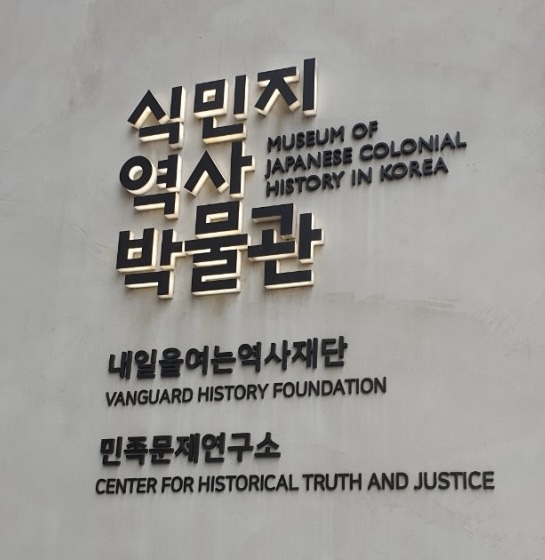 식민지
역사
박물관
MUSEUM OF
JAPANESE COLONIAL
HISTORY IN KOREA
내일을여는역사재단
VANGUARD HISTORY FOUNDATION
민족문제연구소
CENTER FOR HISTORICAL TRUTH AND JUSTICE